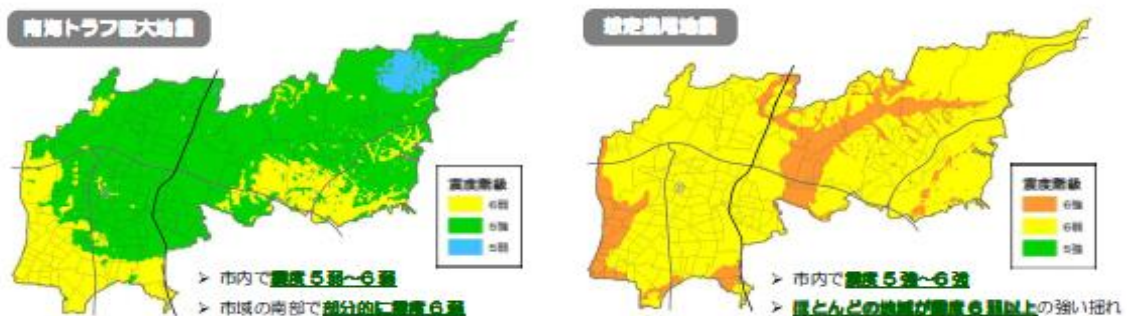 南海トラフ巨大地震
震度階級
6弱
5強
5弱
➢ 市内で震度5弱~6弱
➢ 市域の南部で部分的に震度6弱
想定濃尾地震
震度階級
6強
6弱
5強
➢ 市内で震度5強~6強
➢ ほとんどの地域が震度6弱以上の強い揺れ